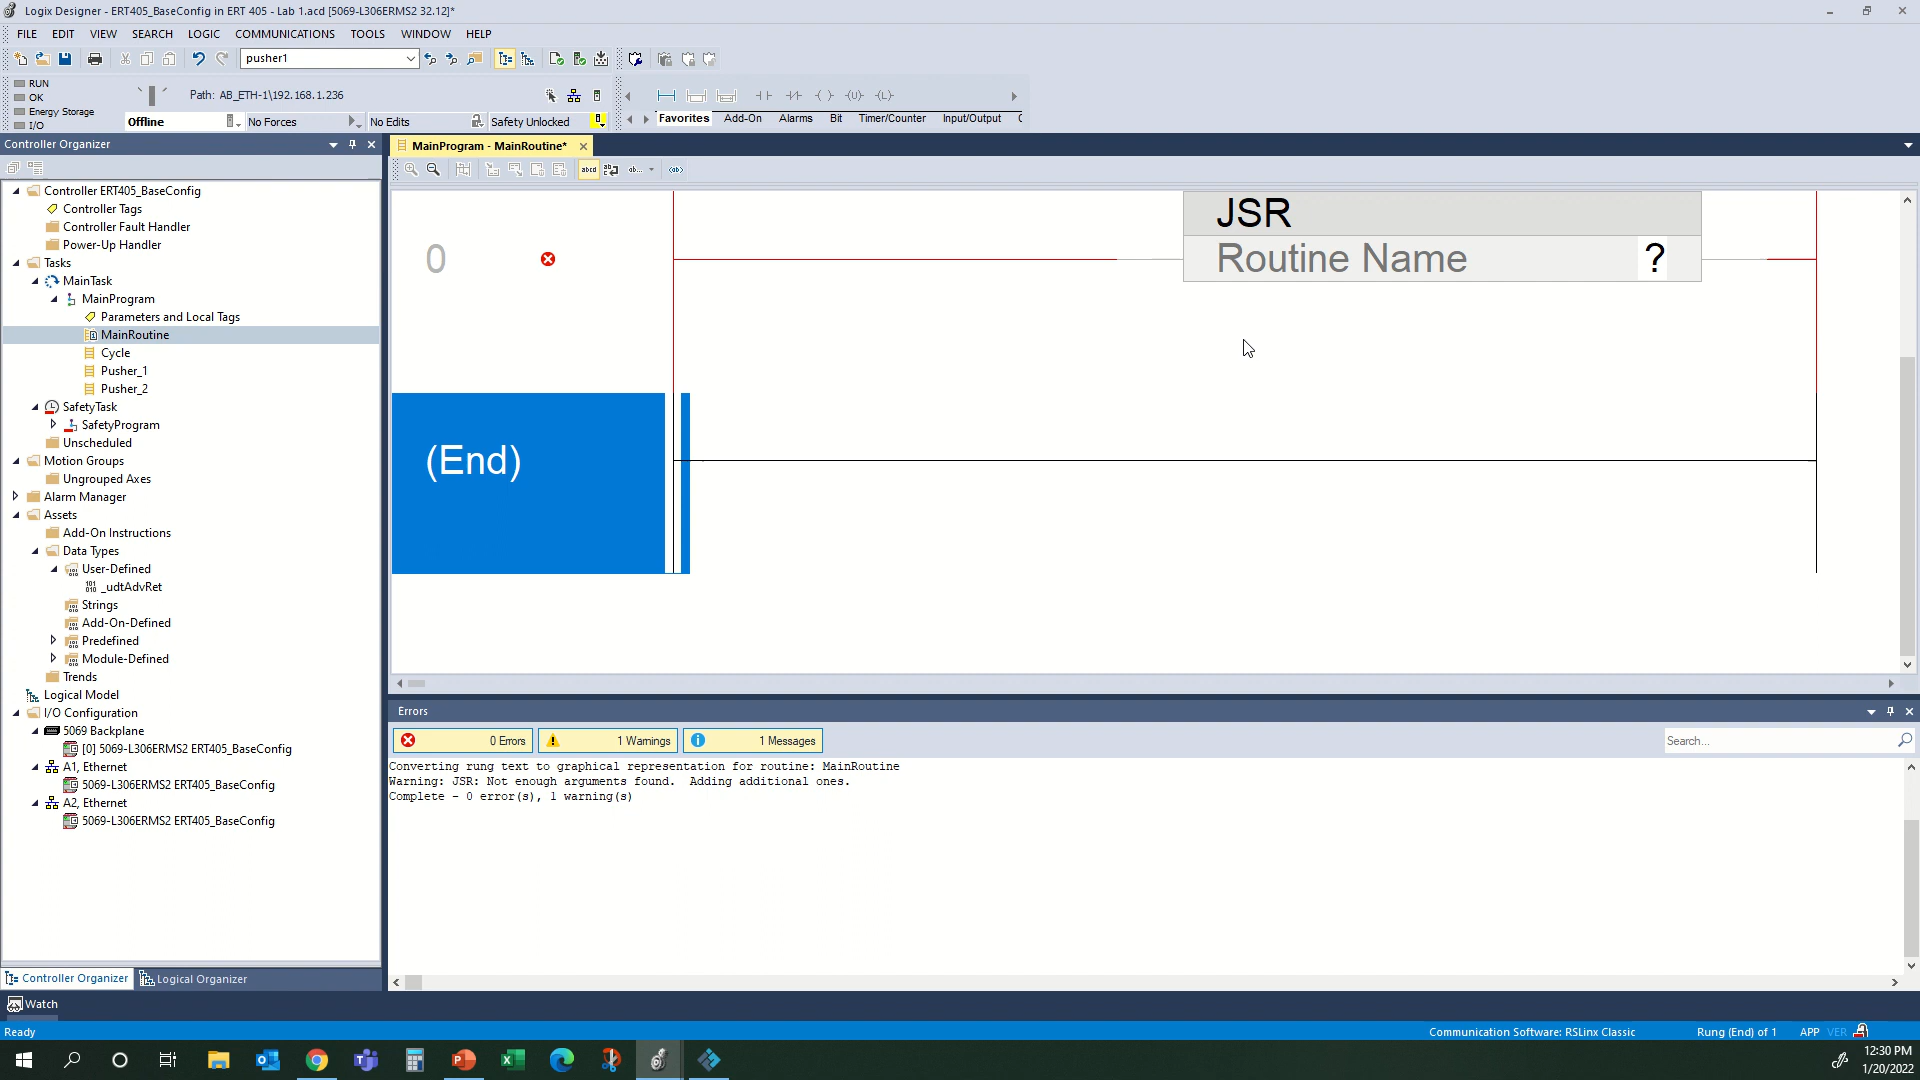 Logix Designer - ERT405_BaseConfig in ERT 405 - Lab 1.acd [5069-L306ERMS2 32.12]*
FILE EDIT VIEW SEARCH LOGIC COMMUNICATIONS TOOLS WINDOW HELP
pusher1
RUN
OK
Energy Storage
I/O
Path: AB_ETH-1\192.168.1.236
Offline No Forces No Edits Safety Unlocked
Favorites Add-On Alarms Bit Timer/Counter Input/Output
Controller Organizer
Controller ERT405_BaseConfig
Controller Tags
Controller Fault Handler
Power-Up Handler
Tasks
MainTask
MainProgram
Parameters and Local Tags
MainRoutine
Cycle
Pusher_1
Pusher_2
SafetyTask
SafetyProgram
Unscheduled
Motion Groups
Ungrouped Axes
Alarm Manager
Assets
Add-On Instructions
Data Types
User-Defined
_udtAdvRet
Strings
Add-On-Defined
Predefined
Module-Defined
Trends
Logical Model
I/O Configuration
5069 Backplane
[0] 5069-L306ERMS2 ERT405_BaseConfig
A1, Ethernet
5069-L306ERMS2 ERT405_BaseConfig
A2, Ethernet
5069-L306ERMS2 ERT405_BaseConfig
Controller Organizer Logical Organizer
Watch
MainProgram - MainRoutine*
JSR
0 Routine Name ?
(End)
Errors
0 Errors 1 Warnings 1 Messages Search...
Converting rung text to graphical representation for routine: MainRoutine
Warning: JSR: Not enough arguments found. Adding additional ones.
Complete - 0 error(s), 1 warning(s)
Ready Communication Software: RSLinx Classic Rung (End) of 1 APP VER
12:30 PM
1/20/2022